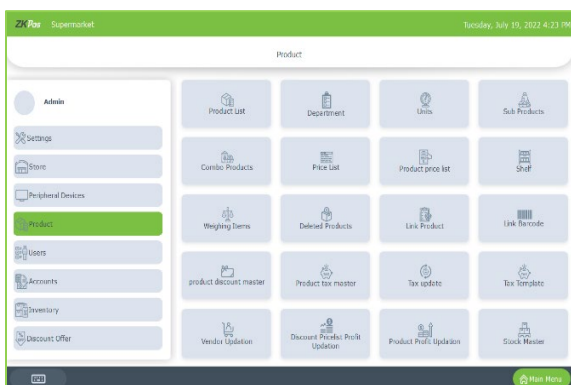 ZKPos Supermarket Tuesday, July 19, 2022 4:23 PM
Product
Admin
Settings
Store
Peripheral Devices
Product
Users
Accounts
Inventory
Discount Offer
Product List
Department
Units
Sub Products
Combo Products
Price List
Product price list
Shelf
Weighing Items
Deleted Products
Link Product
Link Barcode
product discount master
Product tax master
Tax update
Tax Template
Vendor Updation
Discount Pricelist Profit
Updation
Product Profit Updation
Stock Master
Main Menu